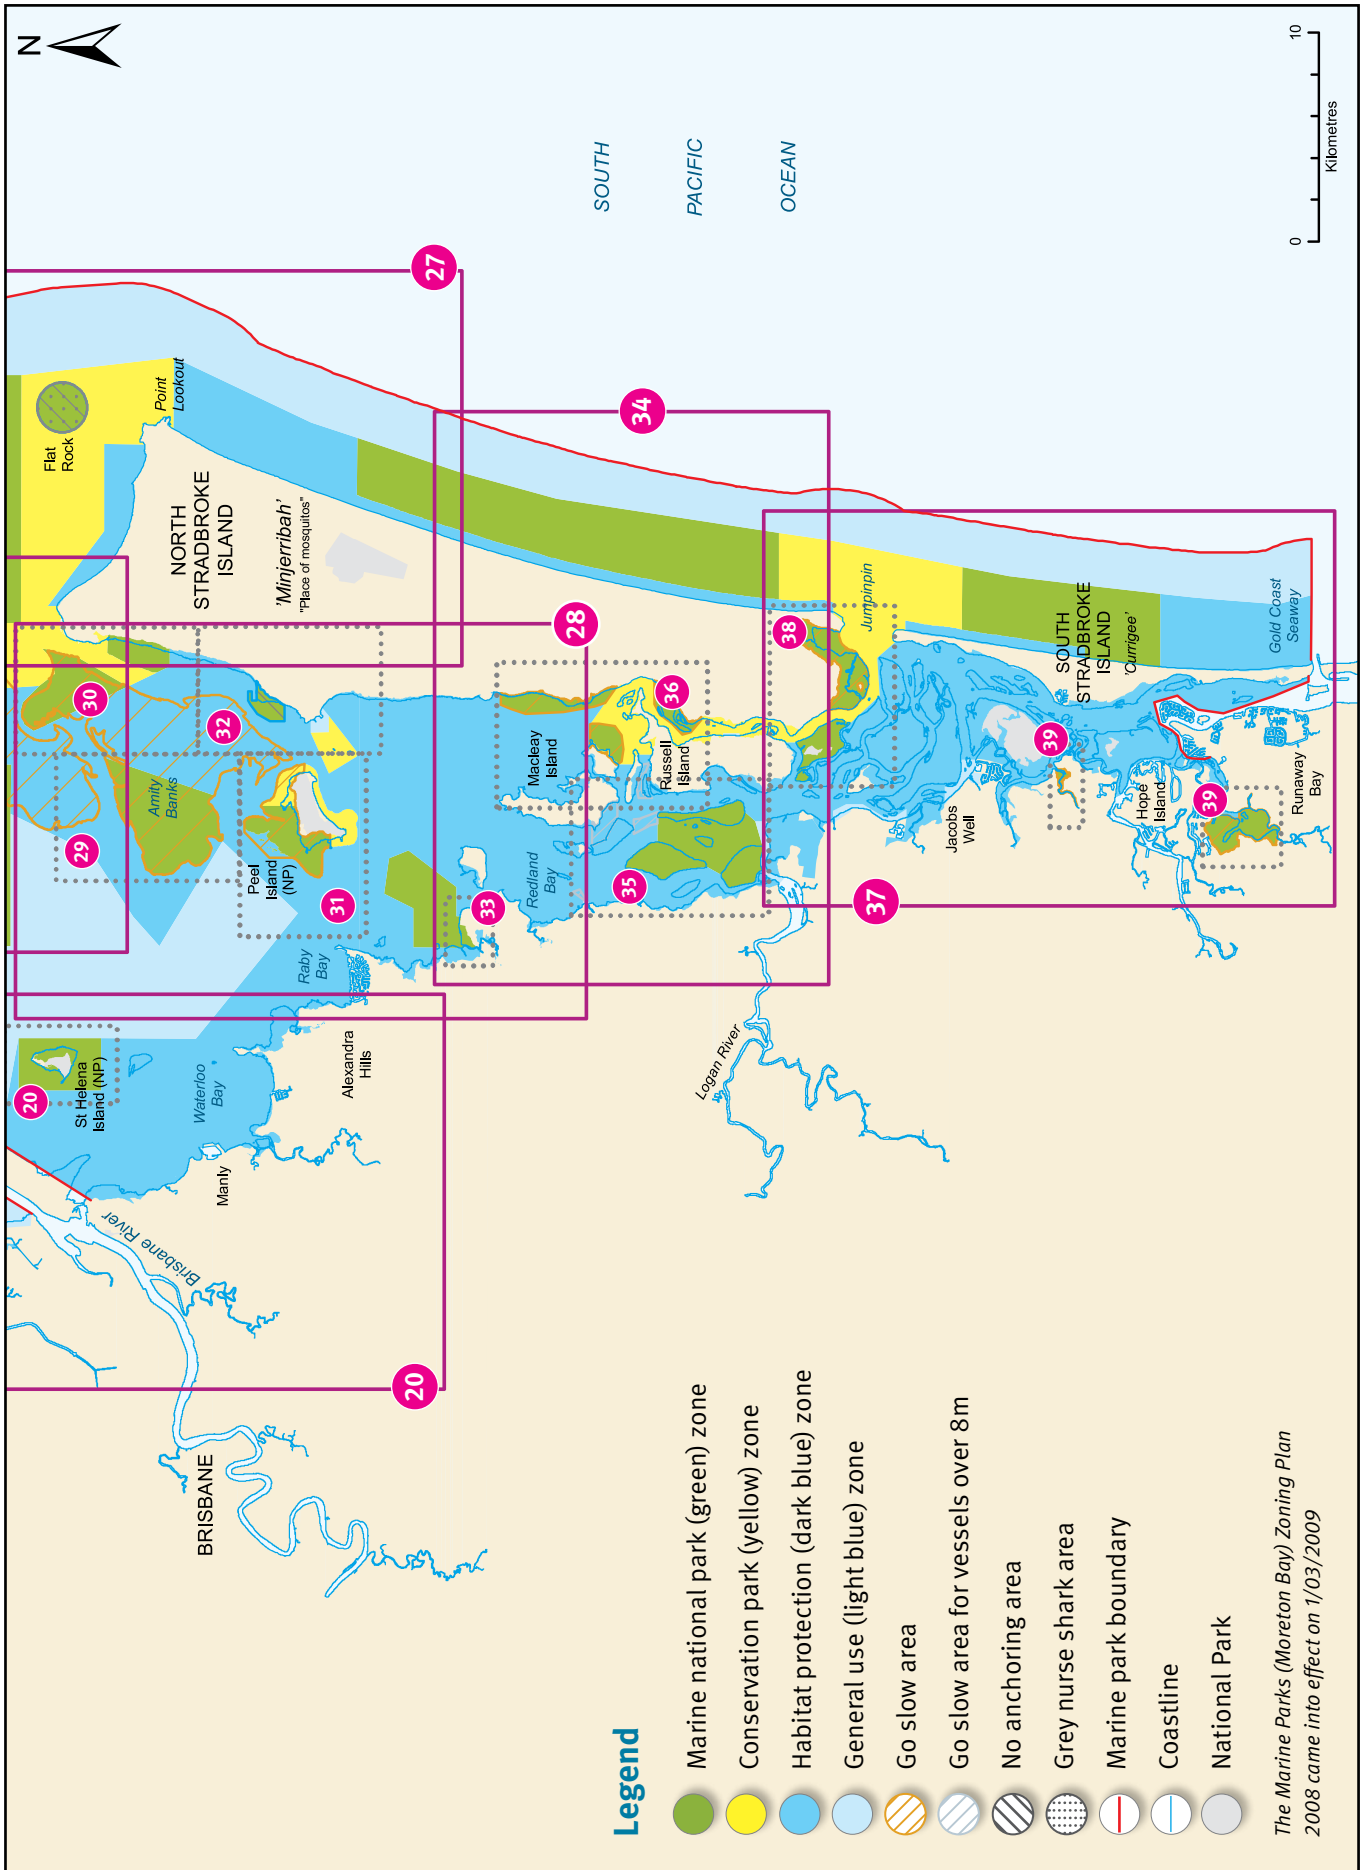 N
20
St Helena
Island (NP)
Brisbane River
Waterloo
Bay
Manly
BRISBANE
Alexandra
Hills
Raby
Bay
20
29
30
Amity
Banks
32
Peel
Island
(NP)
31
Flat
Rock
Point
Lookout
NORTH
STRADBROKE
ISLAND
'Minjerribah'
"Place of mosquitos"
27
28
33
Redland
Bay
Macleay
Island
Russell
Island
36
35
34
SOUTH
PACIFIC
OCEAN
Logan River
38
Jumpinpin
37
Jacobs
Well
39
SOUTH
STRADBROKE
ISLAND
'Currigee'
Hope
Island
39
Runaway
Bay
Gold Coast
Seaway
0
10
Kilometres
Legend
Marine national park (green) zone
Conservation park (yellow) zone
Habitat protection (dark blue) zone
General use (light blue) zone
Go slow area
Go slow area for vessels over 8m
No anchoring area
Grey nurse shark area
Marine park boundary
Coastline
National Park
The Marine Parks (Moreton Bay) Zoning Plan
2008 came into effect on 1/03/2009